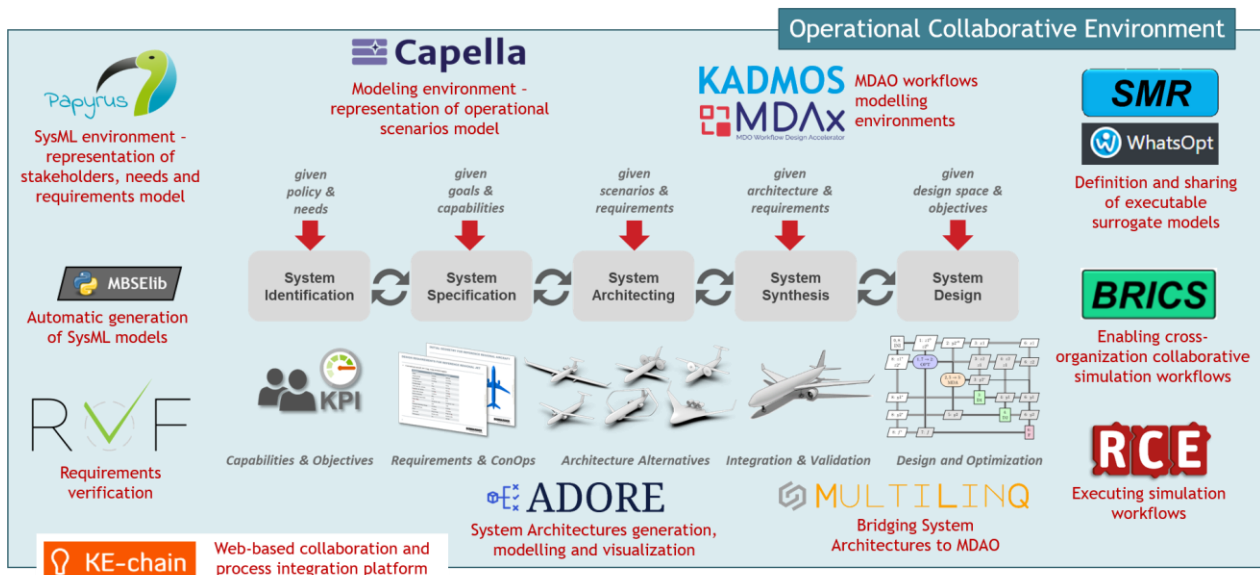 Operational Collaborative Environment
Papyrus
SysML environment –
representation of
stakeholders, needs and
requirements model
Capella
Modeling environment –
representation of operational
scenarios model
KADMOS
MDAx
MDO Workflow Design Accelerator
MDAO workflows
modelling
environments
SMR
WhatsOpt
Definition and sharing
of executable
surrogate models
given
policy &
needs
given
goals &
capabilities
given
scenarios &
requirements
given
architecture &
requirements
given
design space &
objectives
System
Identification
System
Specification
System
Architecting
System
Synthesis
System
Design
MBSElib
Automatic generation
of SysML models
BRICS
Enabling cross-
organization collaborative
simulation workflows
RVF
Requirements
verification
KPI
Capabilities & Objectives
Requirements & ConOps
Architecture Alternatives
Integration & Validation
Design and Optimization
RCE
Executing simulation
workflows
ADORE
System Architectures generation,
modelling and visualization
MULTILINQ
Bridging System
Architectures to MDAO
KE-chain
Web-based collaboration and
process integration platform